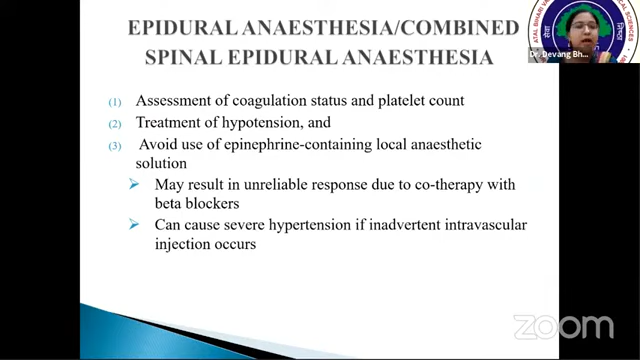 EPIDURAL ANAESTHESIA/COMBINED
SPINAL EPIDURAL ANAESTHESIA
(1) Assessment of coagulation status and platelet count
(2) Treatment of hypotension, and
(3) Avoid use of epinephrine-containing local anaesthetic
solution
May result in unreliable response due to co-therapy with
beta blockers
Can cause severe hypertension if inadvertent intravascular
injection occurs
ATAL BIHARI
Dr. Devang Bh...
zoom